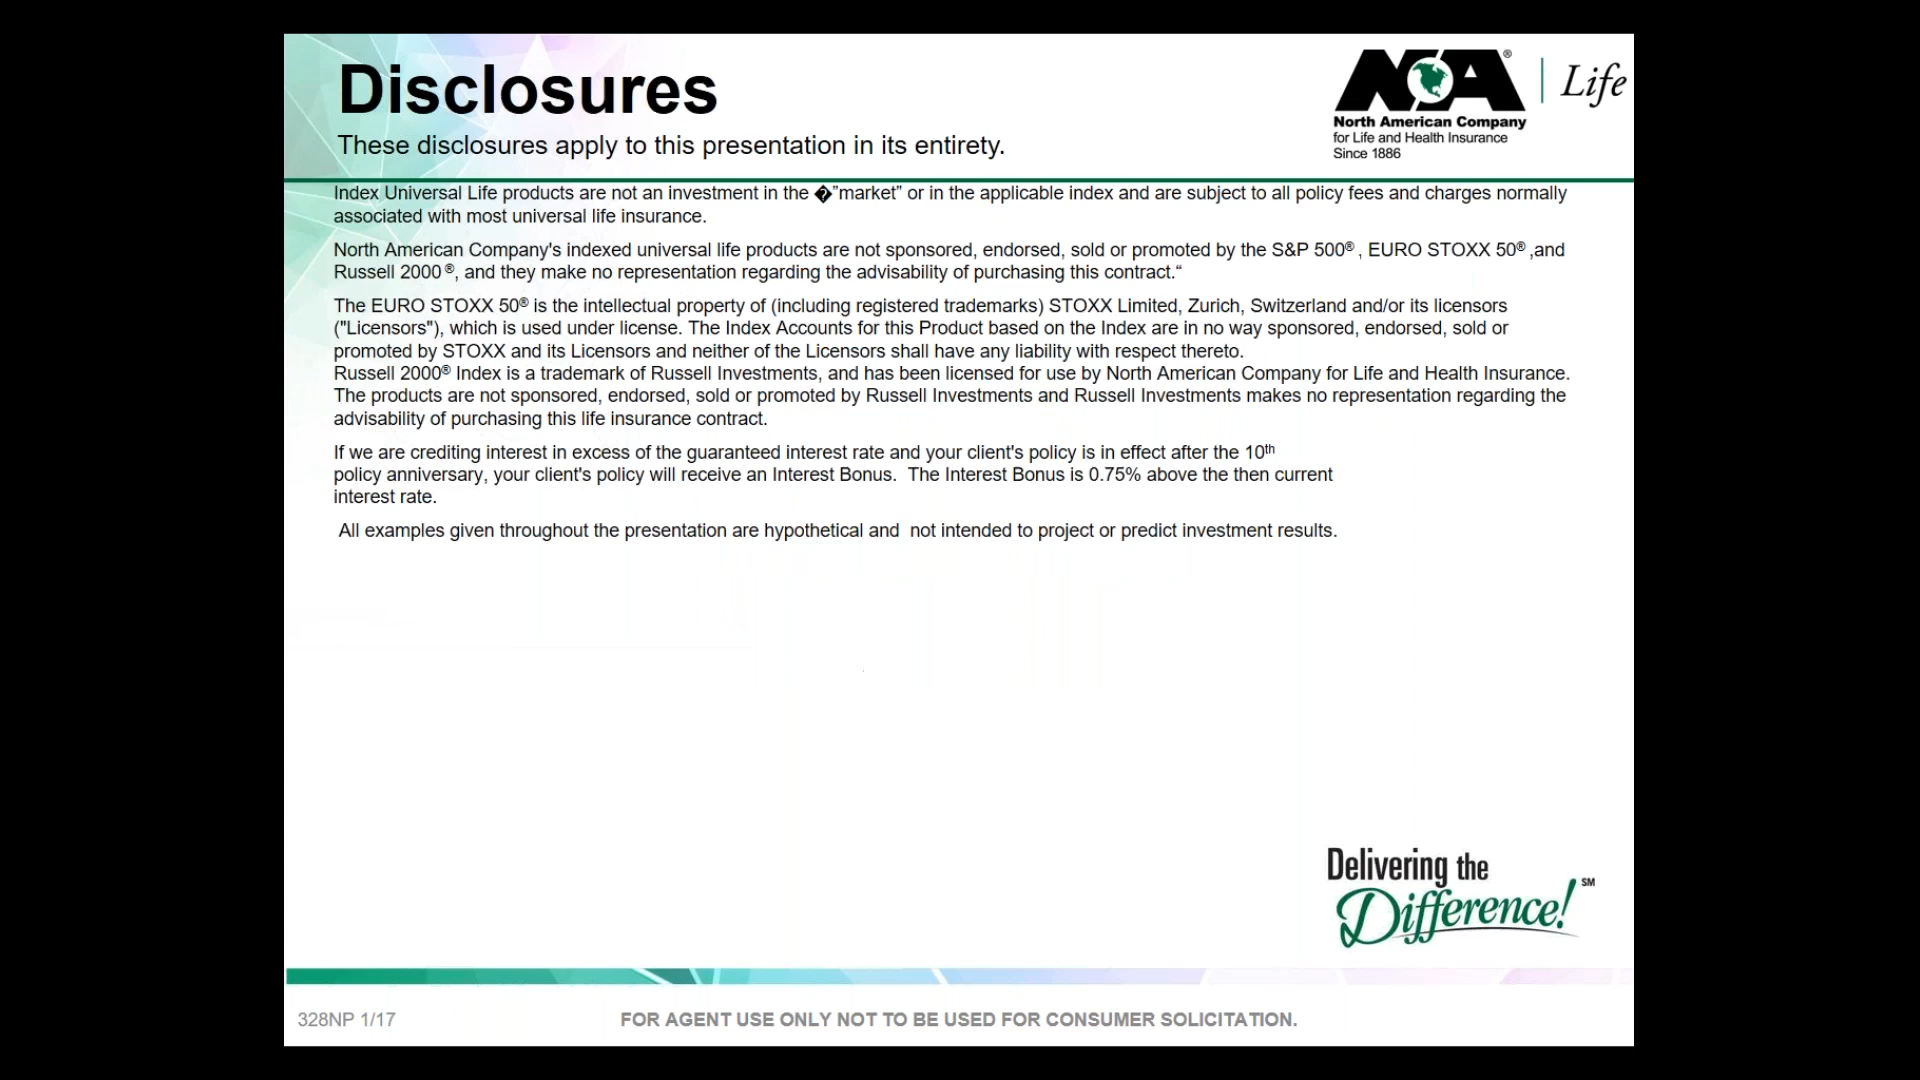 Disclosures
These disclosures apply to this presentation in its entirety.
NA® | Life
North American Company
for Life and Health Insurance
Since 1886
Index Universal Life products are not an investment in the �"market” or in the applicable index and are subject to all policy fees and charges normally
associated with most universal life insurance.
North American Company's indexed universal life products are not sponsored, endorsed, sold or promoted by the S&P 500® , EURO STOXX 50® ,and
Russell 2000 ®, and they make no representation regarding the advisability of purchasing this contract.“
The EURO STOXX 50® is the intellectual property of (including registered trademarks) STOXX Limited, Zurich, Switzerland and/or its licensors
("Licensors"), which is used under license. The Index Accounts for this Product based on the Index are in no way sponsored, endorsed, sold or
promoted by STOXX and its Licensors and neither of the Licensors shall have any liability with respect thereto.
Russell 2000® Index is a trademark of Russell Investments, and has been licensed for use by North American Company for Life and Health Insurance.
The products are not sponsored, endorsed, sold or promoted by Russell Investments and Russell Investments makes no representation regarding the
advisability of purchasing this life insurance contract.
If we are crediting interest in excess of the guaranteed interest rate and your client's policy is in effect after the 10th
policy anniversary, your client's policy will receive an Interest Bonus.  The Interest Bonus is 0.75% above the then current
interest rate.
All examples given throughout the presentation are hypothetical and  not intended to project or predict investment results.
Delivering the
Difference! SM
328NP 1/17
FOR AGENT USE ONLY NOT TO BE USED FOR CONSUMER SOLICITATION.